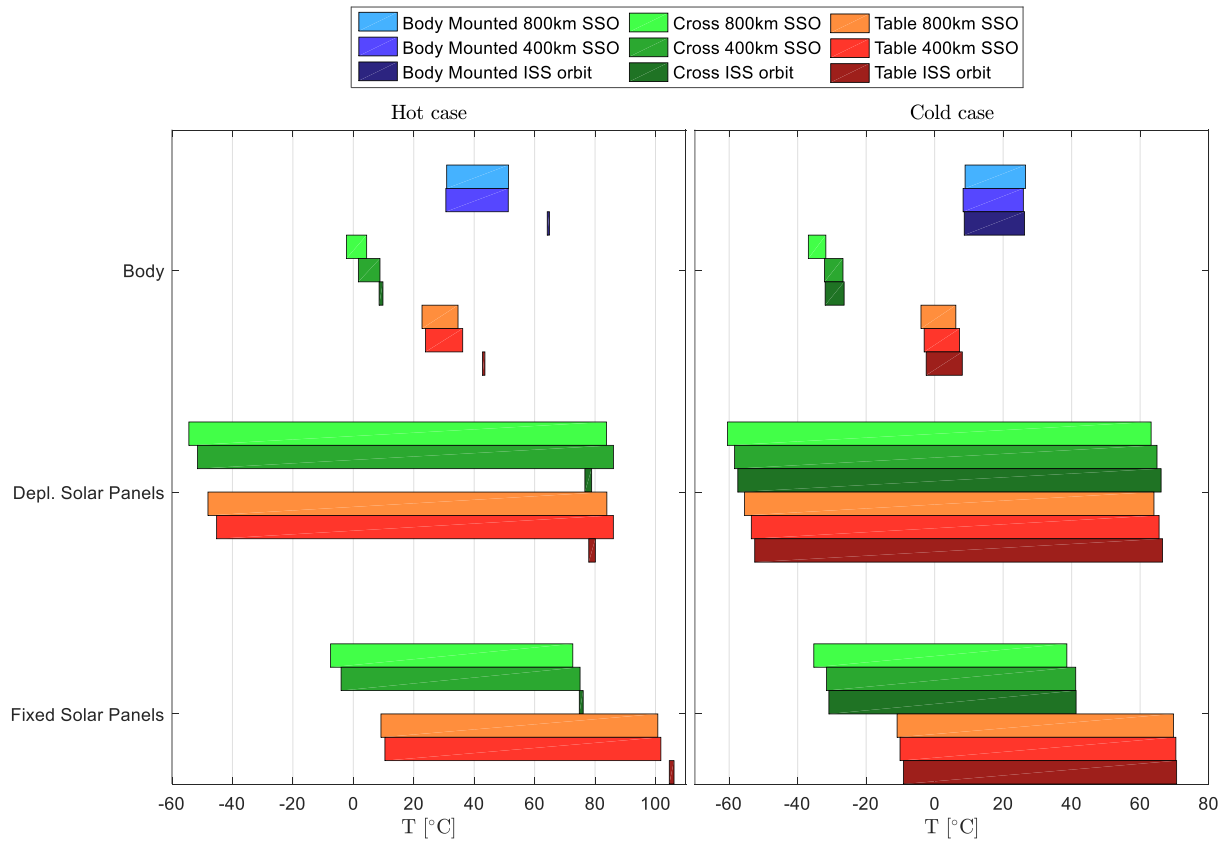 Body Mounted 800km SSO Cross 800km SSO Table 800km SSO
Body Mounted 400km SSO Cross 400km SSO Table 400km SSO
Body Mounted ISS orbit Cross ISS orbit Table ISS orbit
Hot case Cold case
Body
Depl. Solar Panels
Fixed Solar Panels
-60 -40 -20 0 20 40 60 80 100 -60 -40 -20 0 20 40 60 80
T [°C] T [°C]